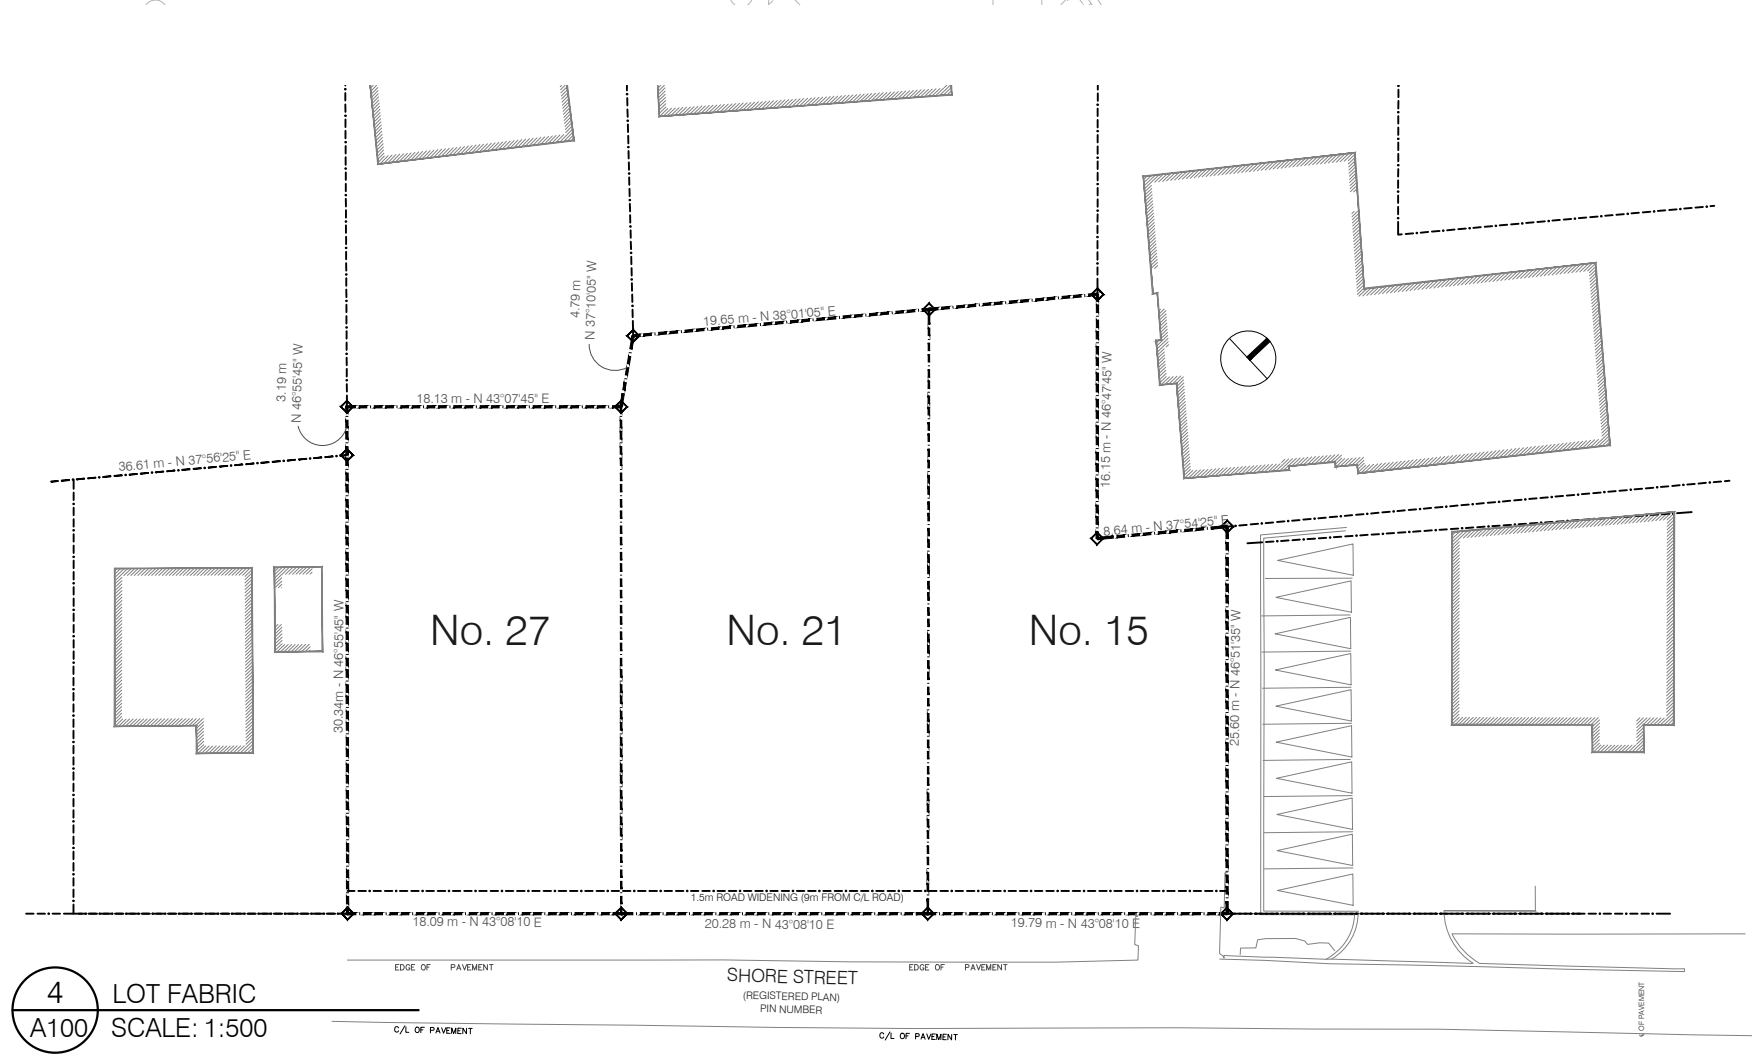 4.79 m
N 37°10'05" W
19.65 m - N 38°01'05" E
3.19 m
N 46°55'45" W
18.13 m - N 43°07'45" E
16.15 m - N 46°47'45" W
36.61 m - N 37°56'25" E
8.64 m - N 37°54'25" E
No. 27
No. 21
No. 15
30.34m - N 46°55'45" W
25.60 m - N 46°51'35" W
1.5m ROAD WIDENING (9m FROM C/L ROAD)
18.09 m - N 43°08'10 E
20.28 m - N 43°08'10 E
19.79 m - N 43°08'10 E
EDGE OF PAVEMENT
EDGE OF PAVEMENT
SHORE STREET
(REGISTERED PLAN)
PIN NUMBER
4
LOT FABRIC
A100
SCALE: 1:500
C/L OF PAVEMENT
C/L OF PAVEMENT
OF PAVEMENT